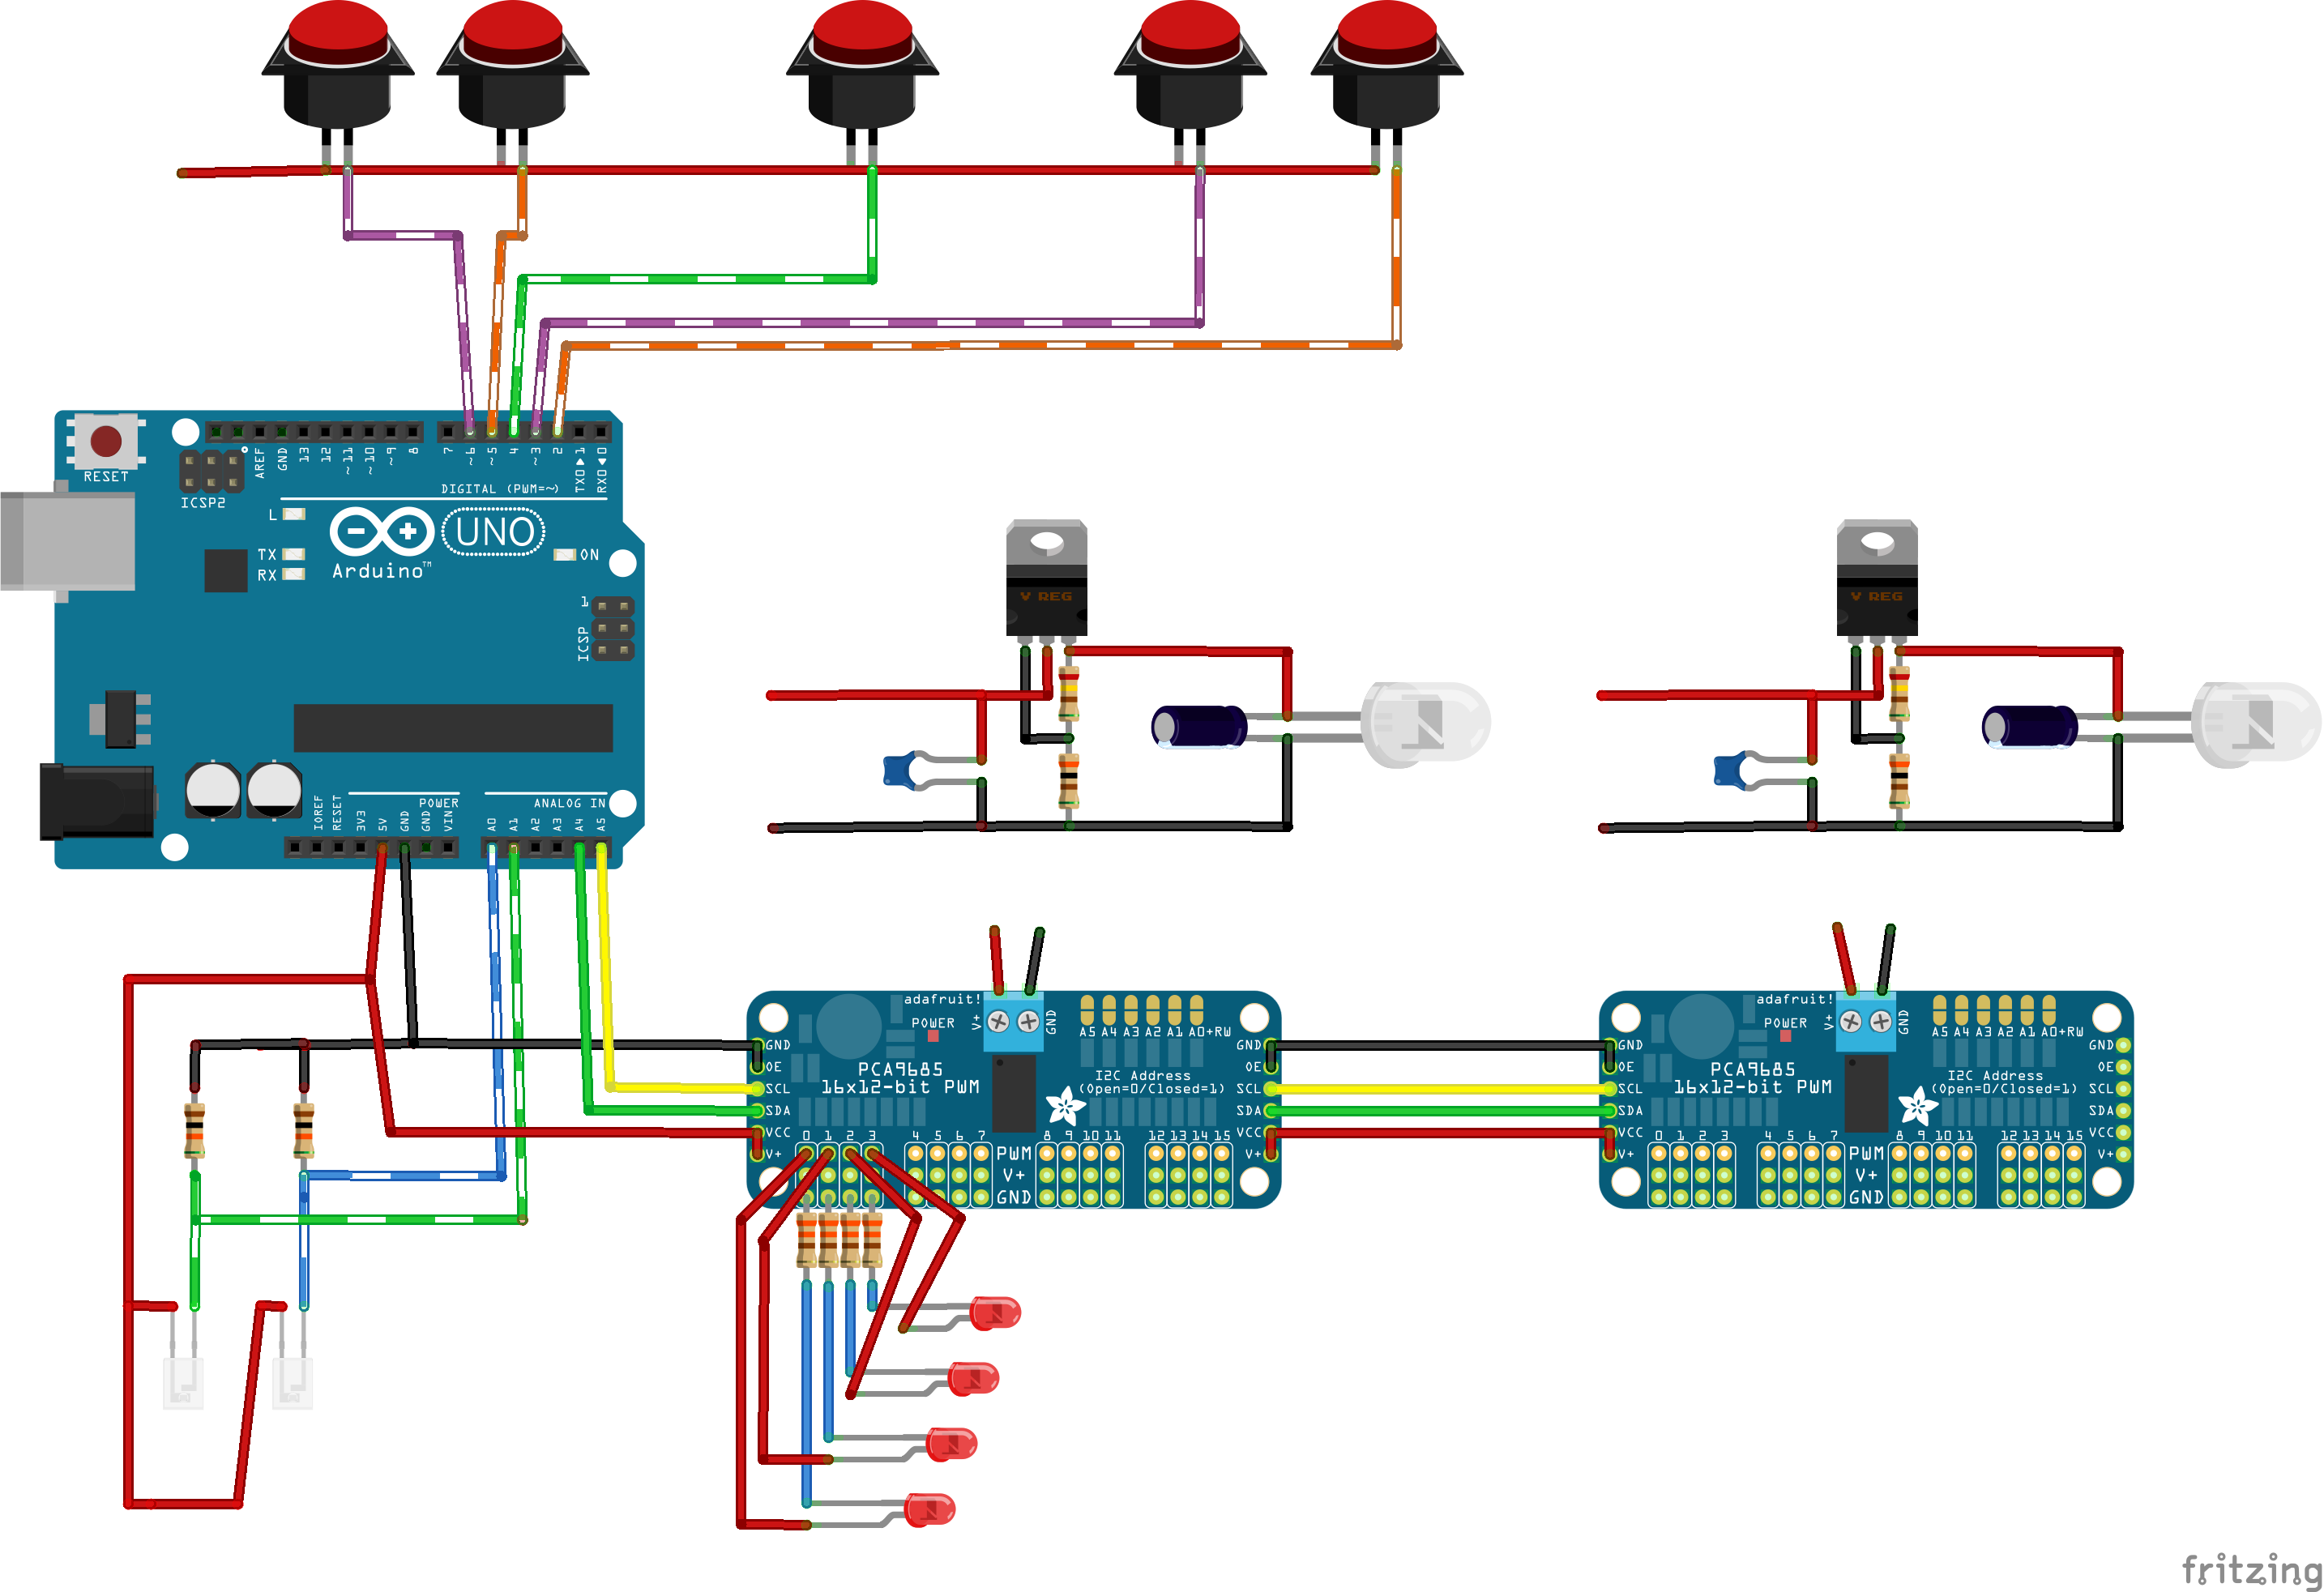 RESET
ICSP2
AREF
GND
13
12
~11
~10
~9
8
7
~6
~5
4
~3
2
TX0▶1
RX0◀0
DIGITAL (PWM=~)
L
TX
RX
UNO
Arduino™
ON
1
ICSP
IOREF
RESET
3V3
5V
GND
GND
VIN
POWER
ANALOG IN
A0
A1
A2
A3
A4
A5
V REG
V REG
adafruit!
POWER
V+
GND
A5 A4 A3 A2 A1 A0+RW
GND
OE
SCL
SDA
VCC
V+
PCA9685
16x12-bit PWM
I2C Address
(Open=0/Closed=1)
GND
OE
SCL
SDA
VCC
V+
0 1 2 3 4 5 6 7 8 9 10 11 12 13 14 15
PWM
V+
GND
adafruit!
POWER
V+
GND
A5 A4 A3 A2 A1 A0+RW
GND
OE
SCL
SDA
VCC
V+
PCA9685
16x12-bit PWM
I2C Address
(Open=0/Closed=1)
GND
OE
SCL
SDA
VCC
V+
0 1 2 3 4 5 6 7 8 9 10 11 12 13 14 15
PWM
V+
GND
fritzing